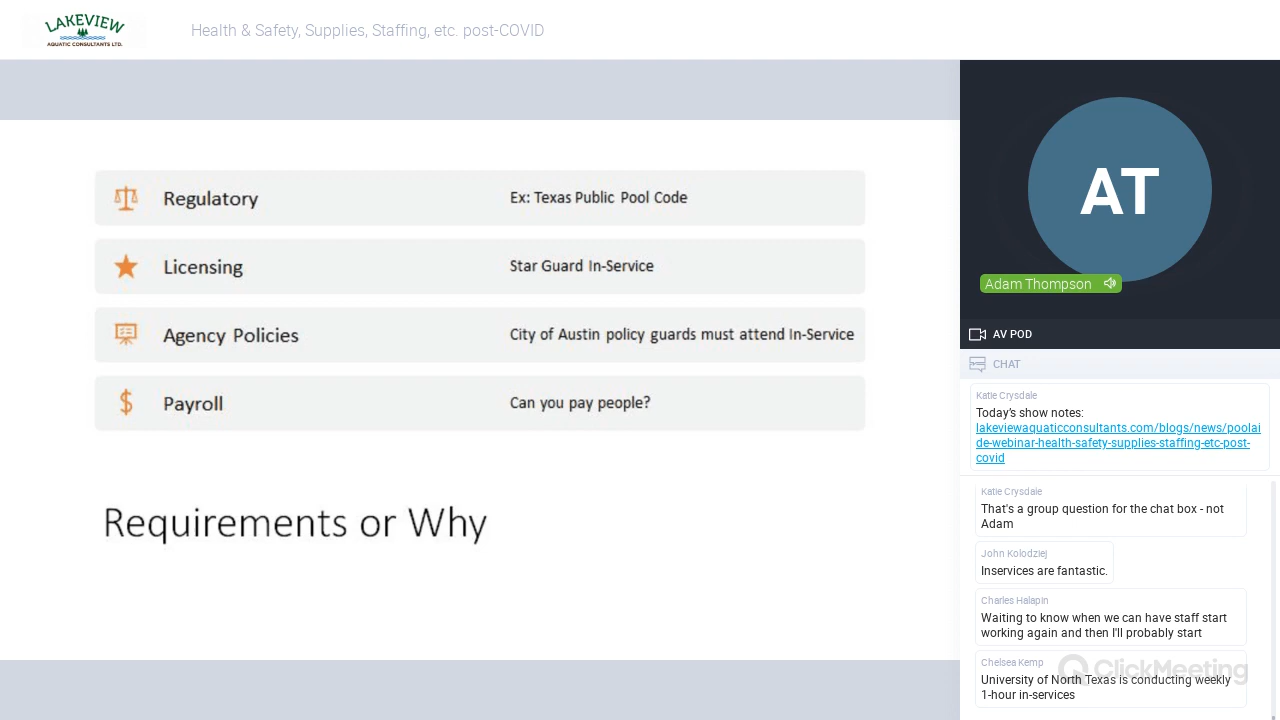 LAKEVIEW
AQUATIC CONSULTANTS LTD.
Health & Safety, Supplies, Staffing, etc. post-COVID
Regulatory
Ex: Texas Public Pool Code
Licensing
Star Guard In-Service
Agency Policies
City of Austin policy guards must attend In-Service
Payroll
Can you pay people?
Requirements or Why
AT
Adam Thompson
AV POD
CHAT
Katie Crysdale
Today's show notes:
lakeviewaquaticconsultants.com/blogs/news/poolai
de-webinar-health-safety-supplies-staffing-etc-post-
covid
Katie Crysdale
That's a group question for the chat box - not
Adam
John Kolodziej
Inservices are fantastic.
Charles Halapin
Waiting to know when we can have staff start
working again and then I'll probably start
Chelsea Kemp
ClickMeeting
University of North Texas is conducting weekly
1-hour in-services